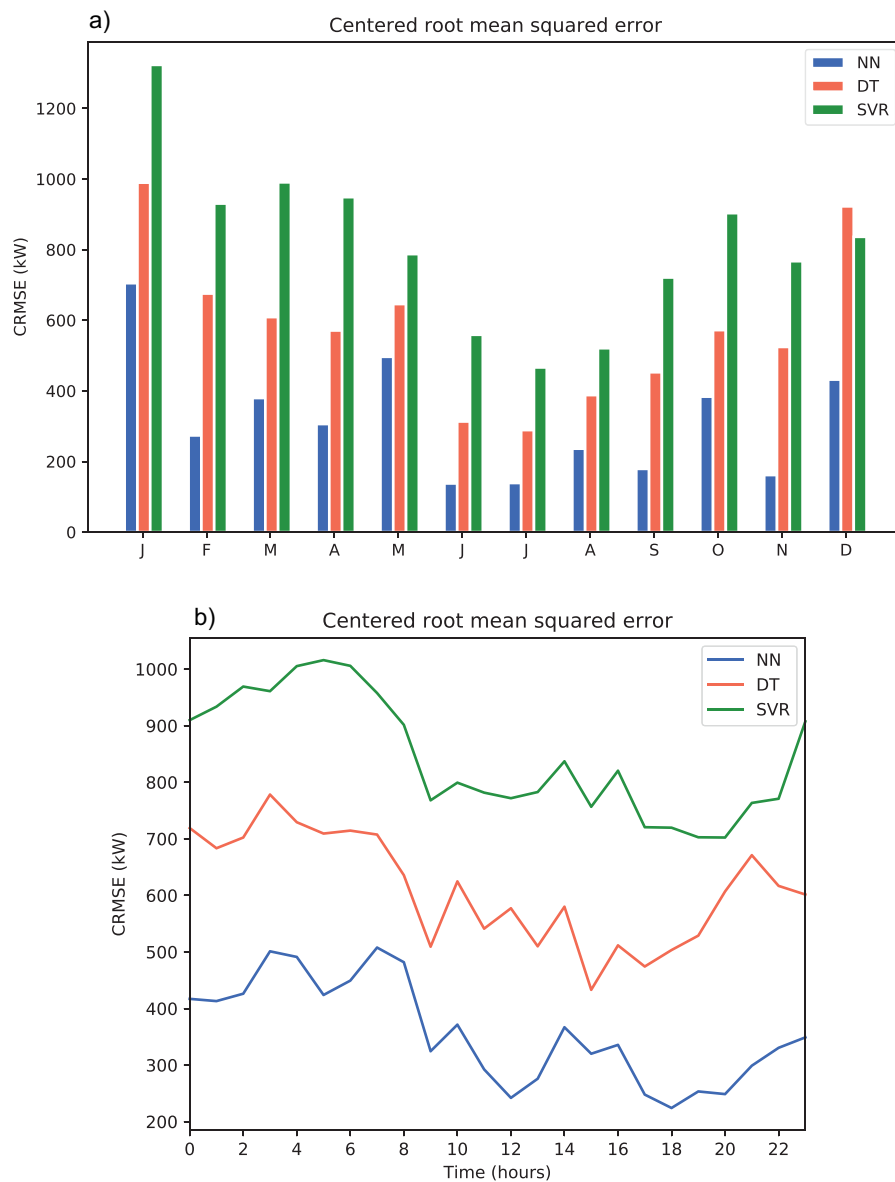 a)
Centered root mean squared error
NN
DT
SVR
CRMSE (kW)
1200
1000
800
600
400
200
0
J F M A M J J A S O N D
b)
Centered root mean squared error
NN
DT
SVR
CRMSE (kW)
1000
900
800
700
600
500
400
300
200
0 2 4 6 8 10 12 14 16 18 20 22
Time (hours)